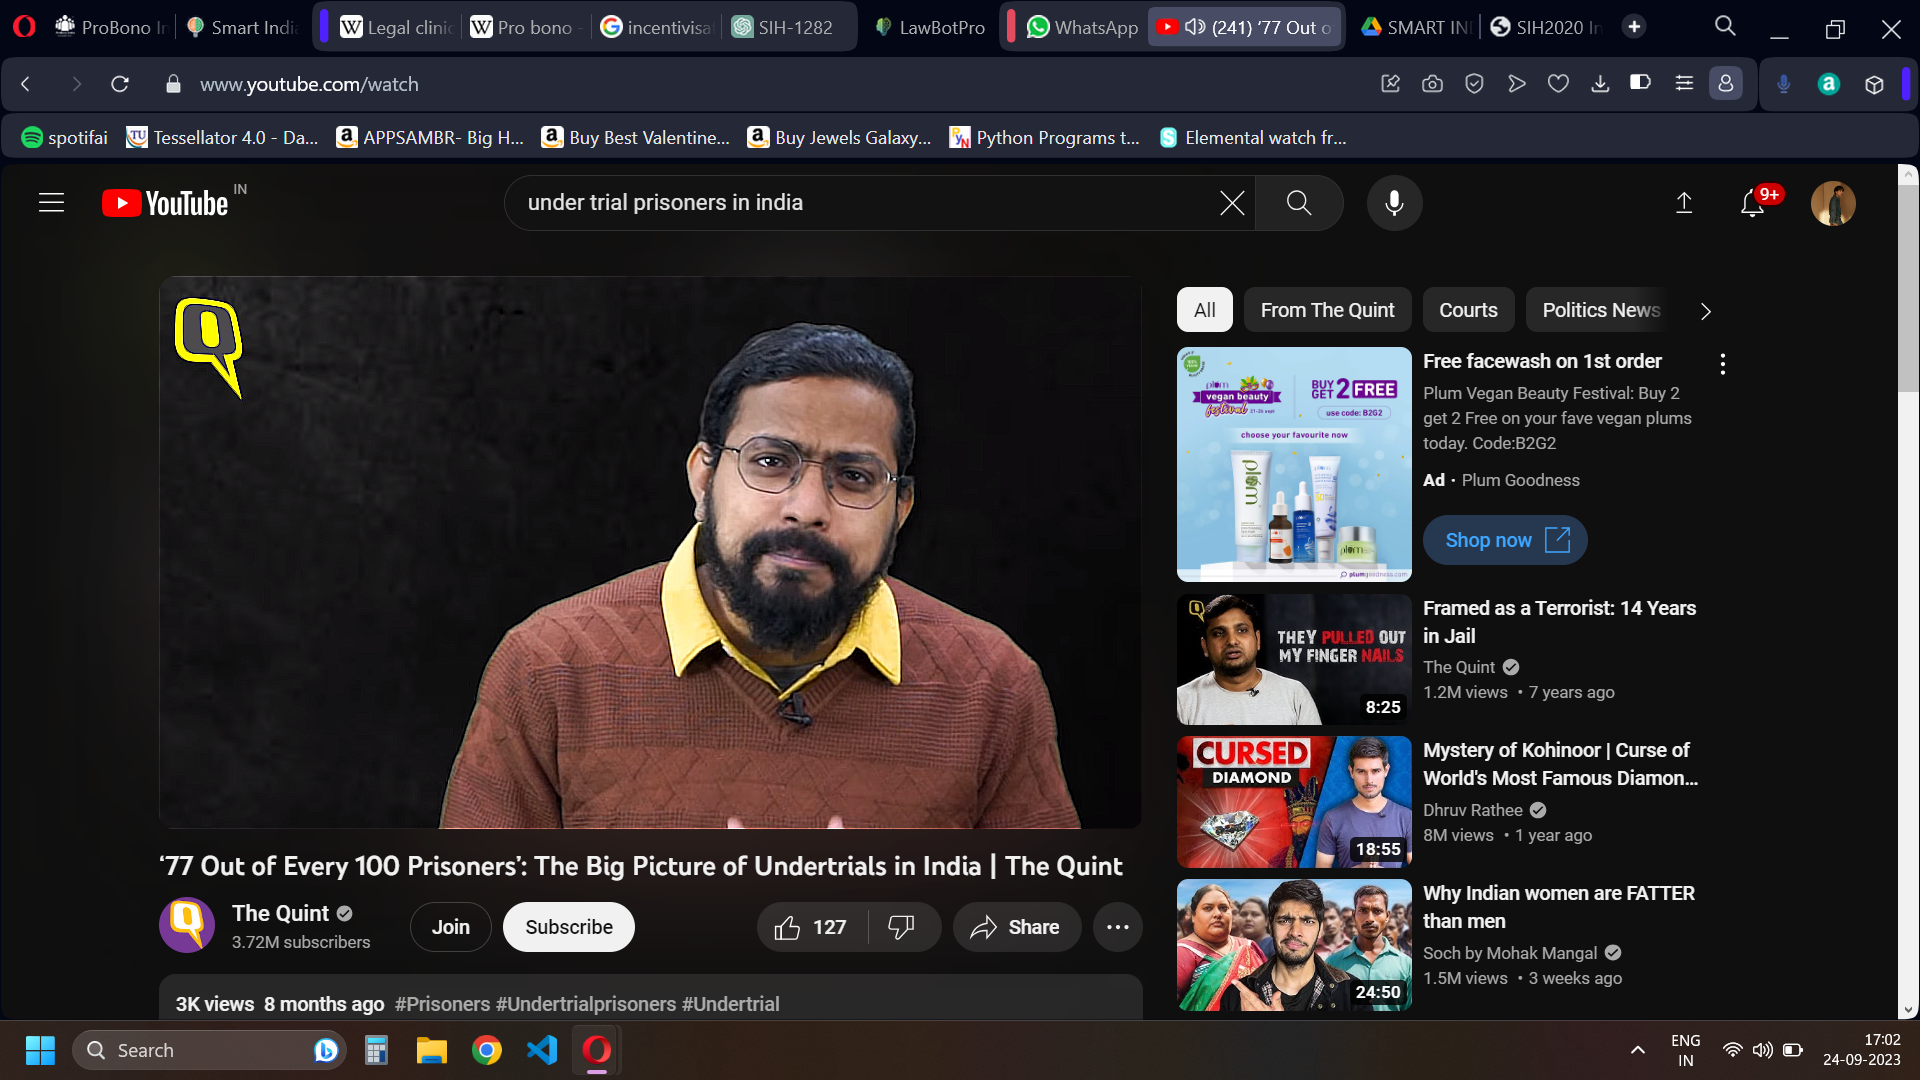 ProBono In
Smart India
Legal clinic
Pro bono -
incentivisat
SIH-1282
LawBotPro
WhatsApp
(241) ‘77 Out o
SMART IND
SIH2020 In
www.youtube.com/watch
spotifai
Tessellator 4.0 - Da...
APPSAMBR- Big H...
Buy Best Valentine...
Buy Jewels Galaxy...
Python Programs t...
Elemental watch fr...
YouTube IN
under trial prisoners in india
9+
All
From The Quint
Courts
Politics News
plum
vegan beauty
festival 21-26 sept
BUY 2 GET 2 FREE
use code: B2G2
choose your favourite now
plumgoodness.com
Free facewash on 1st order
Plum Vegan Beauty Festival: Buy 2
get 2 Free on your fave vegan plums
today. Code:B2G2
Ad • Plum Goodness
Shop now
THEY PULLED OUT
MY FINGER NAILS
8:25
Framed as a Terrorist: 14 Years
in Jail
The Quint
1.2M views • 7 years ago
CURSED
DIAMOND
18:55
Mystery of Kohinoor | Curse of
World's Most Famous Diamon...
Dhruv Rathee
8M views • 1 year ago
24:50
Why Indian women are FATTER
than men
Soch by Mohak Mangal
1.5M views • 3 weeks ago
‘77 Out of Every 100 Prisoners’: The Big Picture of Undertrials in India | The Quint
The Quint
3.72M subscribers
Join
Subscribe
127
Share
3K views 8 months ago #Prisoners #Undertrialprisoners #Undertrial
Search
ENG
IN
17:02
24-09-2023